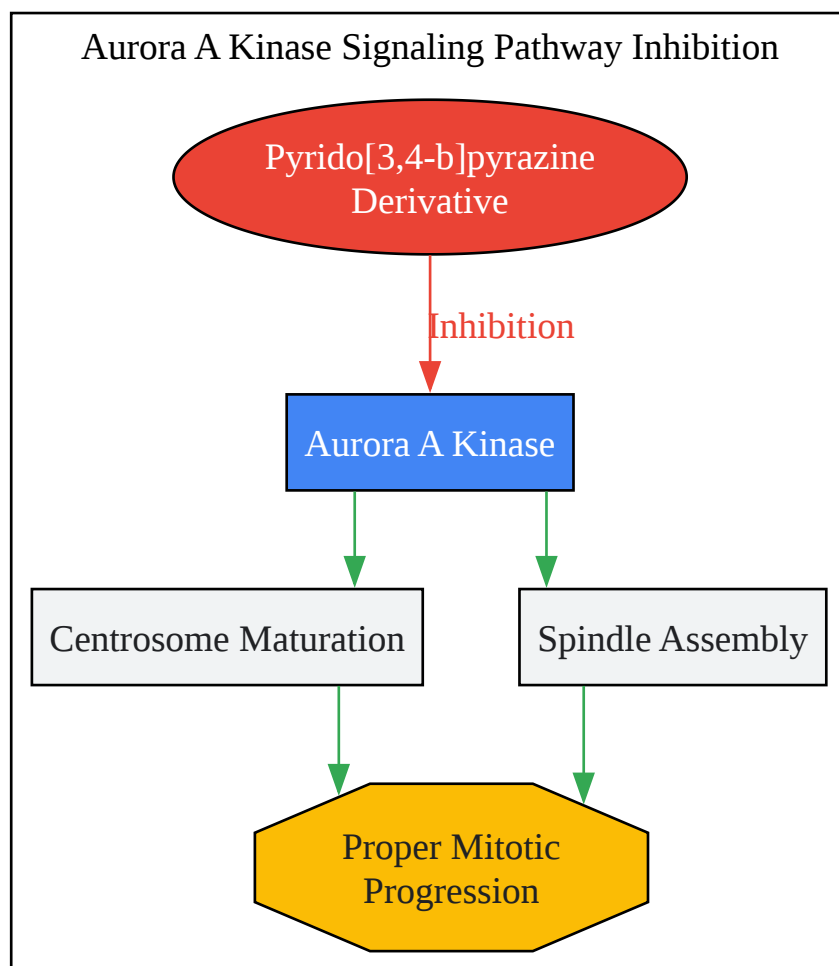 Aurora A Kinase Signaling Pathway Inhibition
Pyrido[3,4-b]pyrazine
Derivative
Inhibition
Aurora A Kinase
Centrosome Maturation
Spindle Assembly
Proper Mitotic
Progression